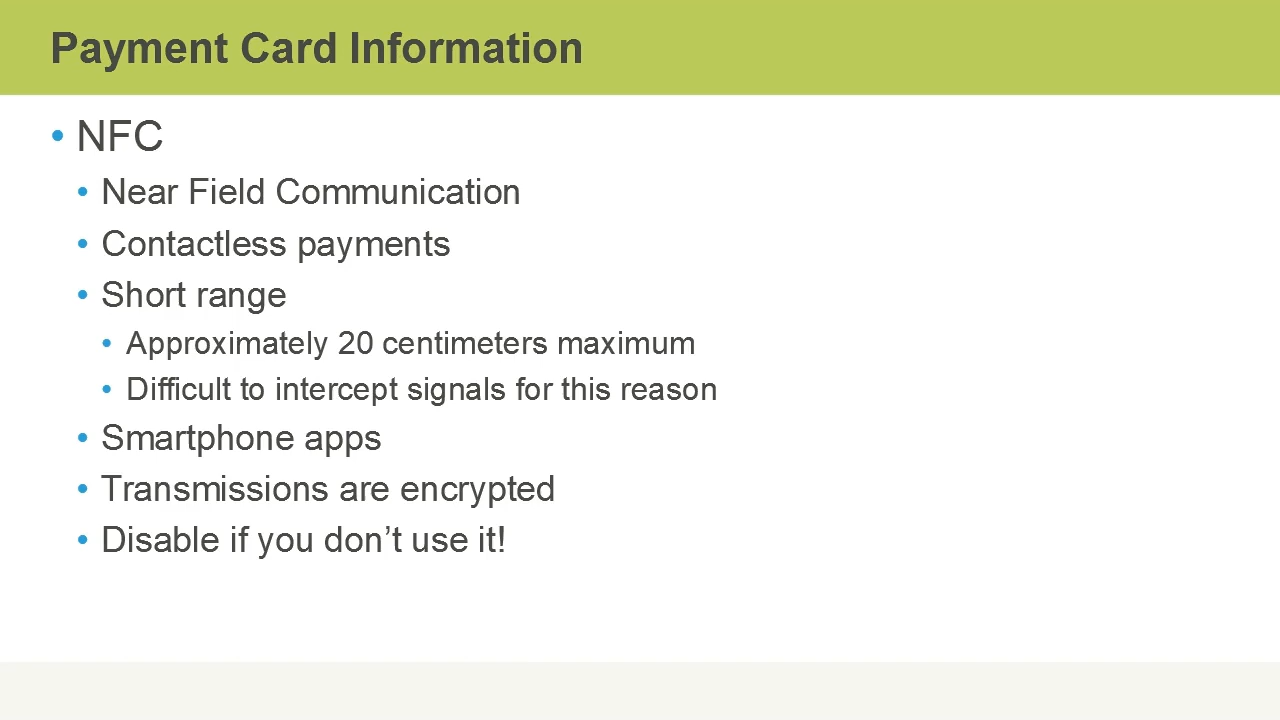 Payment Card Information
• NFC
• Near Field Communication
• Contactless payments
• Short range
• Approximately 20 centimeters maximum
• Difficult to intercept signals for this reason
• Smartphone apps
• Transmissions are encrypted
• Disable if you don’t use it!